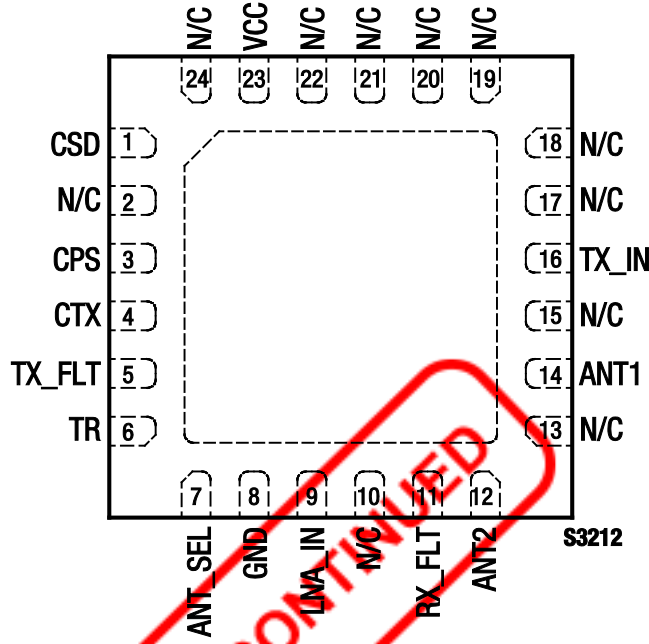 N/C VCC N/C N/C N/C N/C
24 23 22 21 20 19
CSD 1
N/C 2
CPS 3
CTX 4
TX_FLT 5
TR 6
18 N/C
17 N/C
16 TX_IN
15 N/C
14 ANT1
13 N/C
7 8 9 10 11 12
ANT_SEL GND LNA_IN N/C RX_FLT ANT2
S3212
CONTINUED